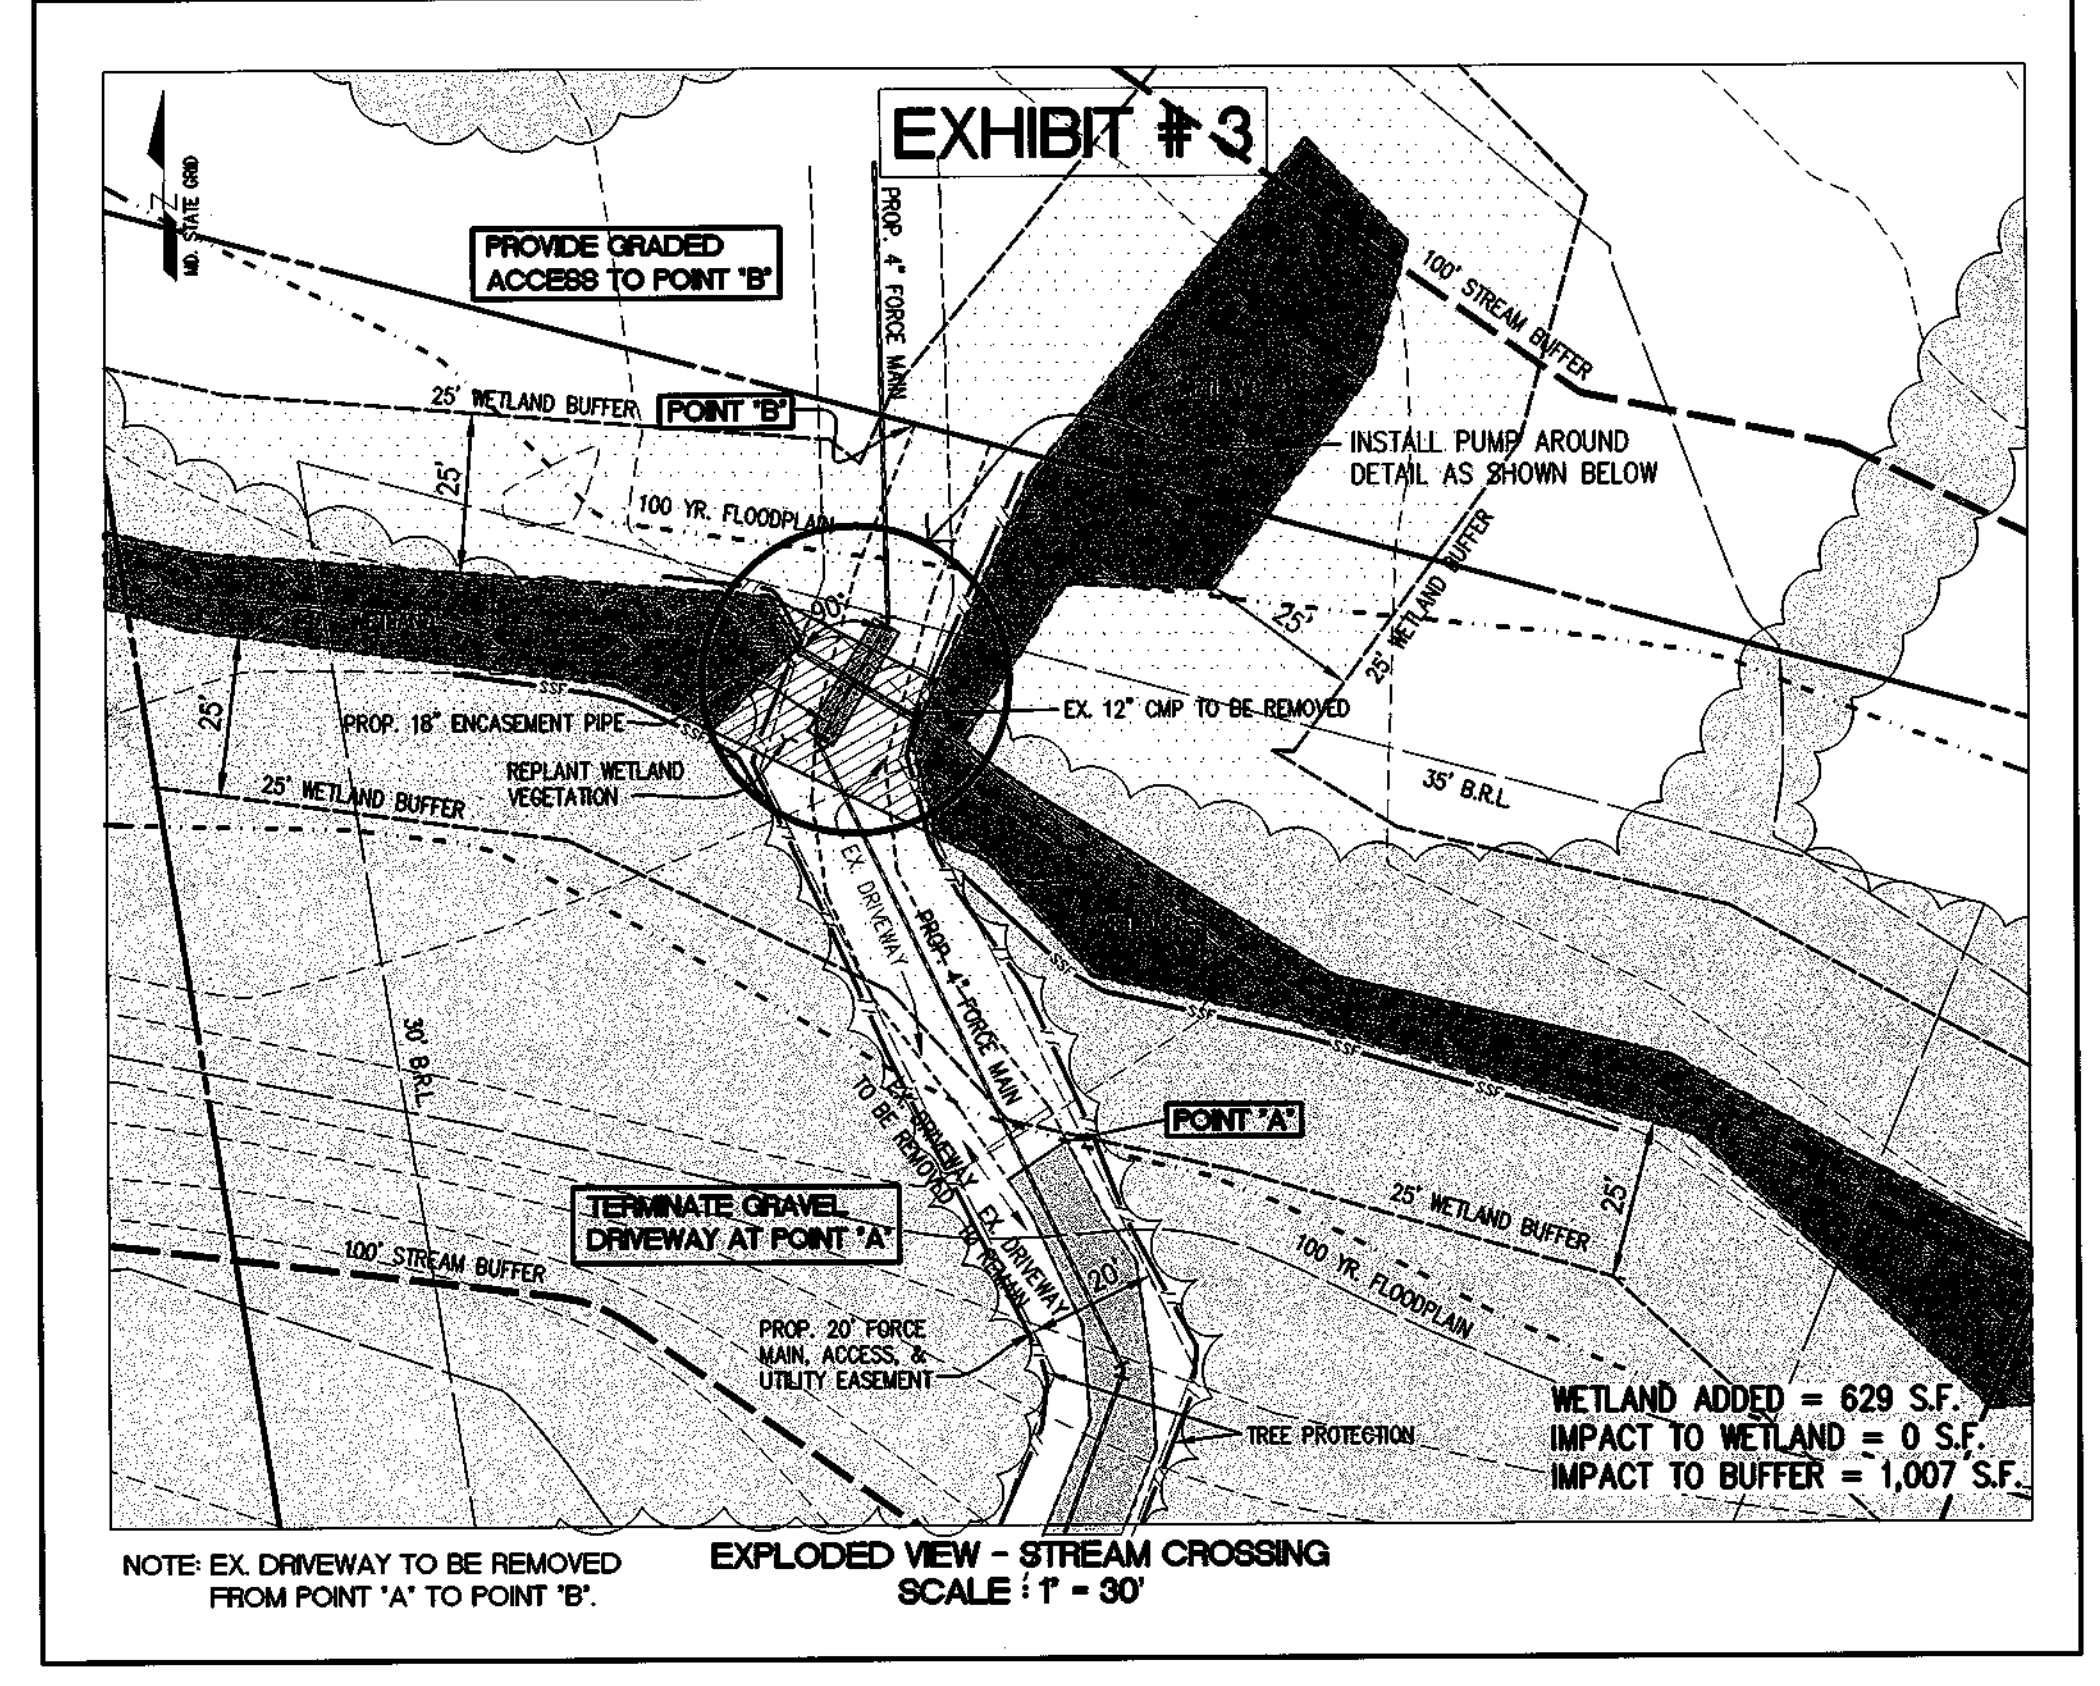 EXHIBIT # 3
MD. STATE GRID
PROVIDE GRADED
ACCESS TO POINT "B"
PROP. 4" FORCE MAIN
100' STREAM BUFFER
25' WETLAND BUFFER
POINT "B"
INSTALL PUMP AROUND
DETAIL AS SHOWN BELOW
25'
100 YR. FLOODPLAIN
25' WETLAND BUFFER
90°
25'
SSF
25'
PROP. 18" ENCASEMENT PIPE
SSF
EX. 12" CMP TO BE REMOVED
REPLANT WETLAND
VEGETATION
25' WETLAND BUFFER
35' B.R.L.
EX. DRIVEWAY
PROP. 4" FORCE MAIN
SSF
SSF
SSF
SSF
30' B.R.L.
EX. DRIVEWAY
TO BE REMOVED
POINT "A"
TERMINATE GRAVEL
DRIVEWAY AT POINT "A"
EX. DRIVEWAY
TO REMAIN
25' WETLAND BUFFER
25'
100 YR. FLOODPLAIN
100' STREAM BUFFER
20'
PROP. 20' FORCE
MAIN, ACCESS, &
UTILITY EASEMENT
TREE PROTECTION
WETLAND ADDED = 629 S.F.
IMPACT TO WETLAND = 0 S.F.
IMPACT TO BUFFER = 1,007 S.F.
NOTE: EX. DRIVEWAY TO BE REMOVED
FROM POINT "A" TO POINT "B".
EXPLODED VIEW - STREAM CROSSING
SCALE : 1" = 30'